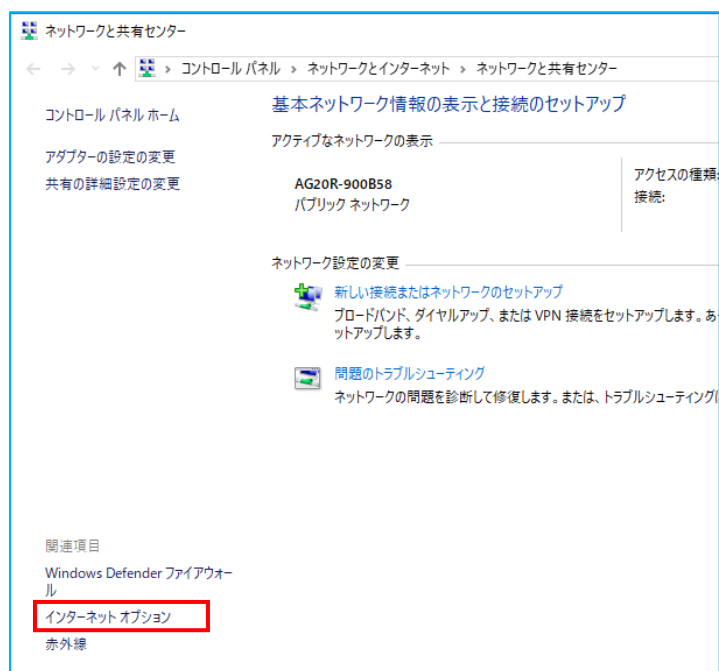 ネットワークと共有センター
コントロール パネル › ネットワークとインターネット › ネットワークと共有センター
コントロール パネル ホーム
アダプターの設定の変更
共有の詳細設定の変更
基本ネットワーク情報の表示と接続のセットアップ
アクティブなネットワークの表示
AG20R-900B58
パブリック ネットワーク
アクセスの種類:
接続:
ネットワーク設定の変更
新しい接続またはネットワークのセットアップ
ブロードバンド、ダイヤルアップ、または VPN 接続をセットアップします。あ
ットアップします。
問題のトラブルシューティング
ネットワークの問題を診断して修復します。または、トラブルシューティング
関連項目
Windows Defender ファイアウォー
ル
インターネット オプション
赤外線